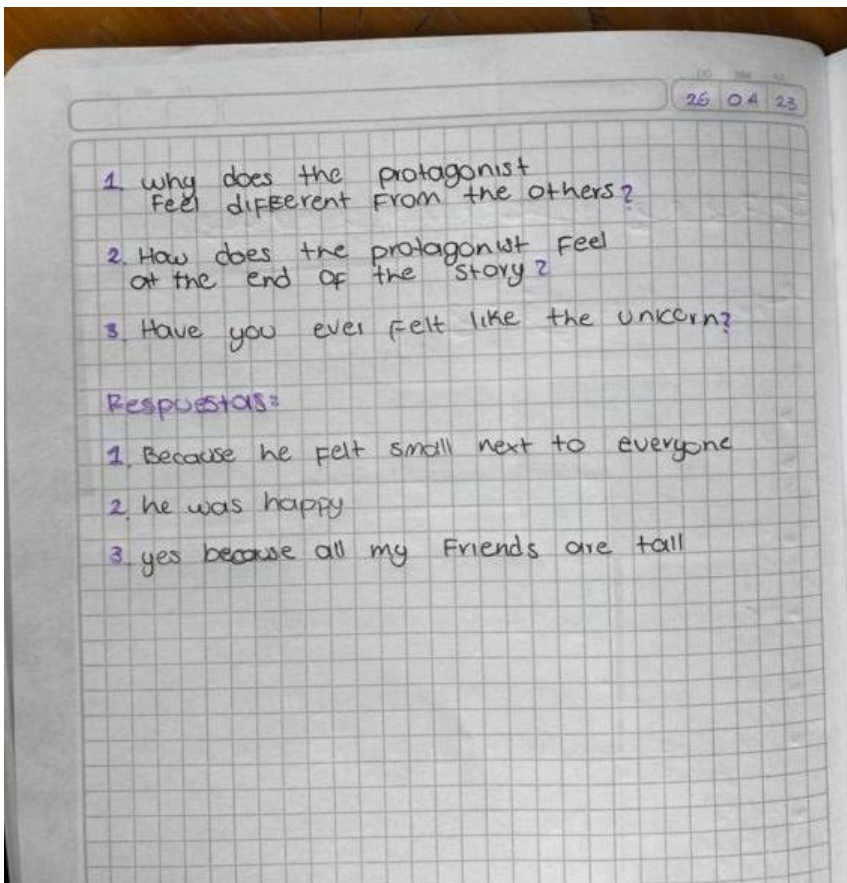 26 04 23
1. why does the protagonist
Feel different From the others?
2. How does the protagonist Feel
at the end of the story?
3. Have you ever Felt like the unicorn?
Respuestas:
1. Because he Felt small next to everyone
2. he was happy
3. yes because all my Friends are tall